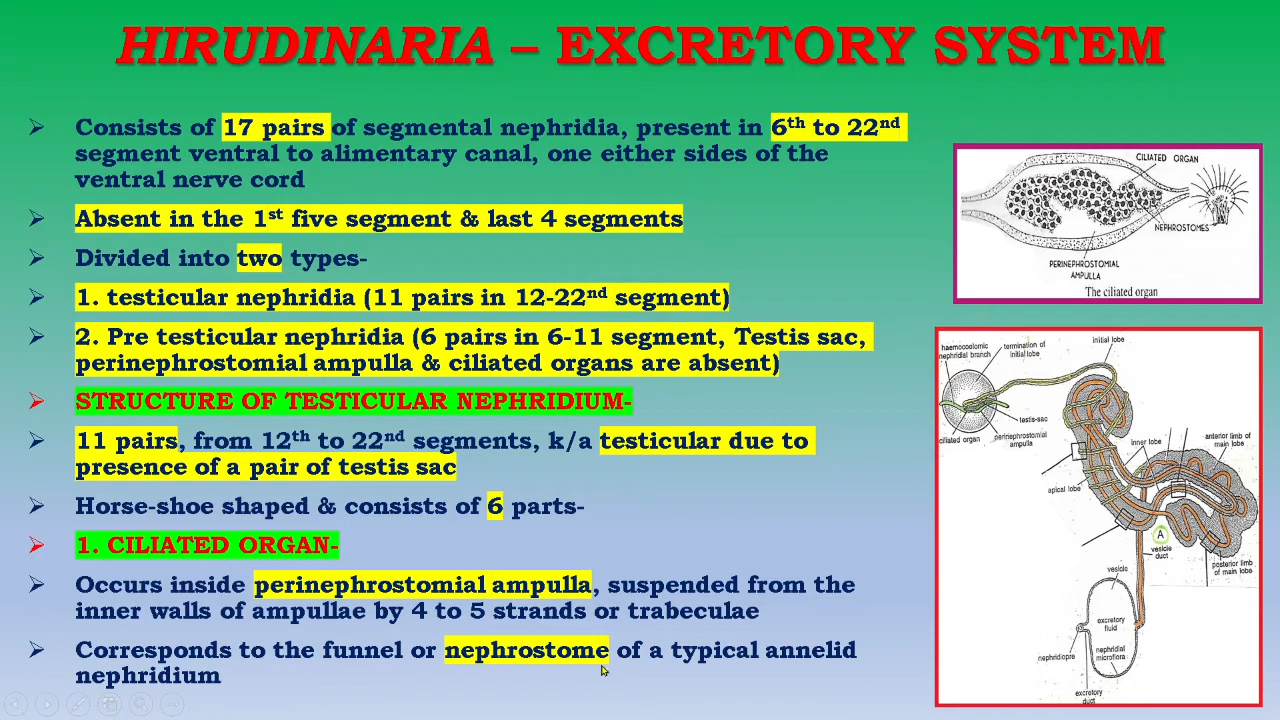 HIRUDINARIA – EXCRETORY SYSTEM
➢ Consists of 17 pairs of segmental nephridia, present in 6th to 22nd
segment ventral to alimentary canal, one either sides of the
ventral nerve cord
➢ Absent in the 1st five segment & last 4 segments
➢ Divided into two types-
➢ 1. testicular nephridia (11 pairs in 12-22nd segment)
➢ 2. Pre testicular nephridia (6 pairs in 6-11 segment, Testis sac,
perinephrostomial ampulla & ciliated organs are absent)
➢ STRUCTURE OF TESTICULAR NEPHRIDIUM-
➢ 11 pairs, from 12th to 22nd segments, k/a testicular due to
presence of a pair of testis sac
➢ Horse-shoe shaped & consists of 6 parts-
➢ 1. CILIATED ORGAN-
➢ Occurs inside perinephrostomial ampulla, suspended from the
inner walls of ampullae by 4 to 5 strands or trabeculae
➢ Corresponds to the funnel or nephrostome of a typical annelid
nephridium
CILIATED ORGAN
NEPHROSTOMES
PERINEPHROSTOMIAL
AMPULLA
The ciliated organ
haemocoelomic
nephridial branch
termination of
initial lobe
initial lobe
testis-sac
ciliated organ
perinephrostomial
ampulla
inner lobe
anterior limb of
main lobe
apical lobe
A
vesicle
duct
posterior limb
of main lobe
vesicle
excretory
fluid
nephridiopre
nephridial
microflora
excretory
duct